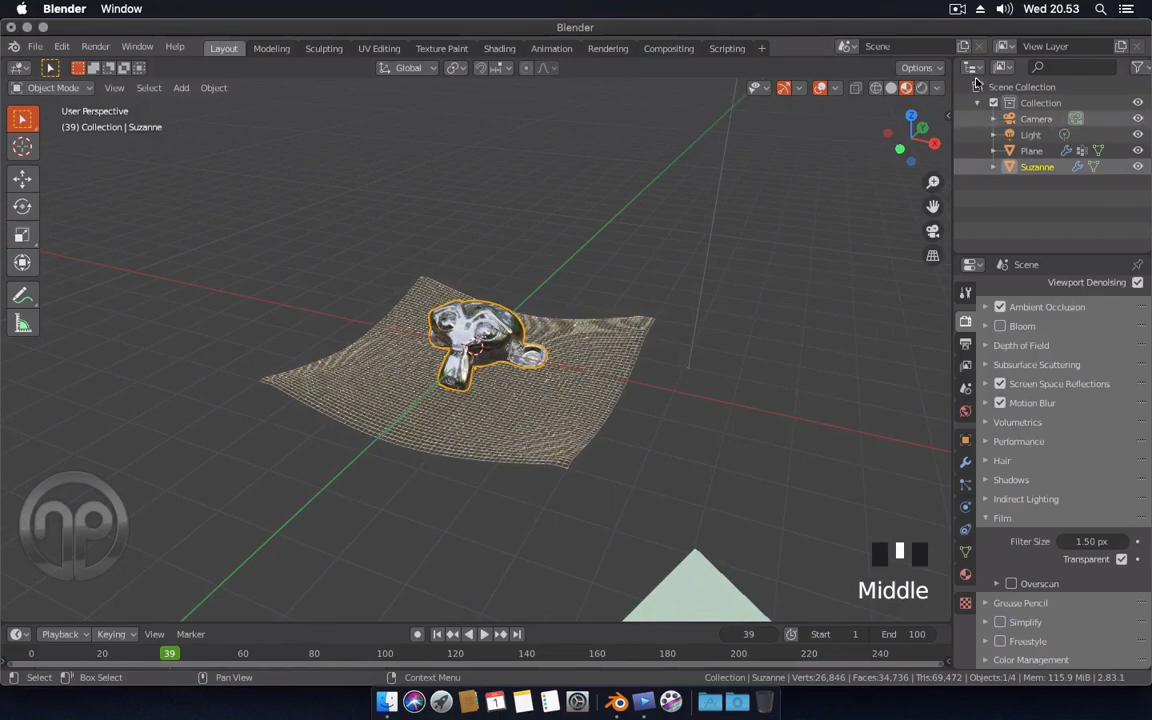 Blender Window Wed 20.53
Blender
File Edit Render Window Help Layout Modeling Sculpting UV Editing Texture Paint Shading Animation Rendering Compositing Scripting + Scene View Layer
Global Options
Object Mode View Select Add Object
User Perspective
(39) Collection | Suzanne
Scene Collection
Collection
Camera
Light
Plane
Suzanne
Scene
Viewport Denoising
Ambient Occlusion
Bloom
Depth of Field
Subsurface Scattering
Screen Space Reflections
Motion Blur
Volumetrics
Performance
Hair
Shadows
Indirect Lighting
Film
Filter Size 1.50 px
Transparent
Overscan
Grease Pencil
Simplify
Freestyle
Color Management
X
Y
Z
np
Middle
Playback Keying View Marker 39 Start 1 End 100
0 20 39 60 80 100 120 140 160 180 200 220 240
Select Box Select Pan View Context Menu Collection | Suzanne | Verts:26,846 | Faces:34,736 | Tris:69,472 | Objects:1/4 | Mem: 115.9 MiB | 2.83.1
1